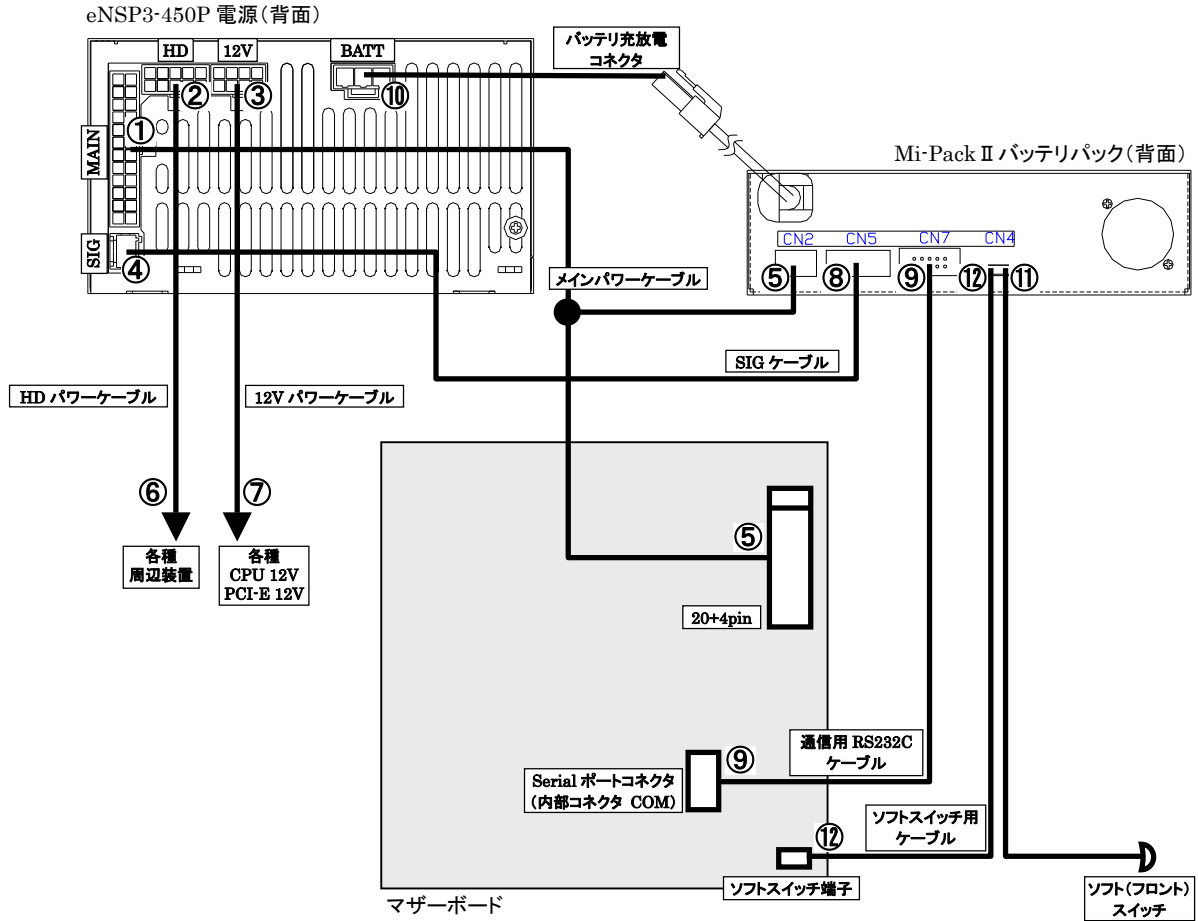 eNSP3-450P 電源（背面）
HD
12V
BATT
バッテリ充放電
コネクタ
②
③
⑩
①
MAIN
Mi-Pack Ⅱ バッテリパック（背面）
CN2
CN5
CN7
CN4
SIG
④
⑤
⑧
⑨
⑫
⑪
メインパワーケーブル
SIG ケーブル
HD パワーケーブル
12V パワーケーブル
⑥
⑦
各種
周辺装置
各種
CPU 12V
PCI-E 12V
⑤
20+4pin
通信用 RS232C
ケーブル
⑨
Serial ポートコネクタ
（内部コネクタ COM）
ソフトスイッチ用
ケーブル
⑫
ソフトスイッチ端子
ソフト（フロント）
スイッチ
マザーボード